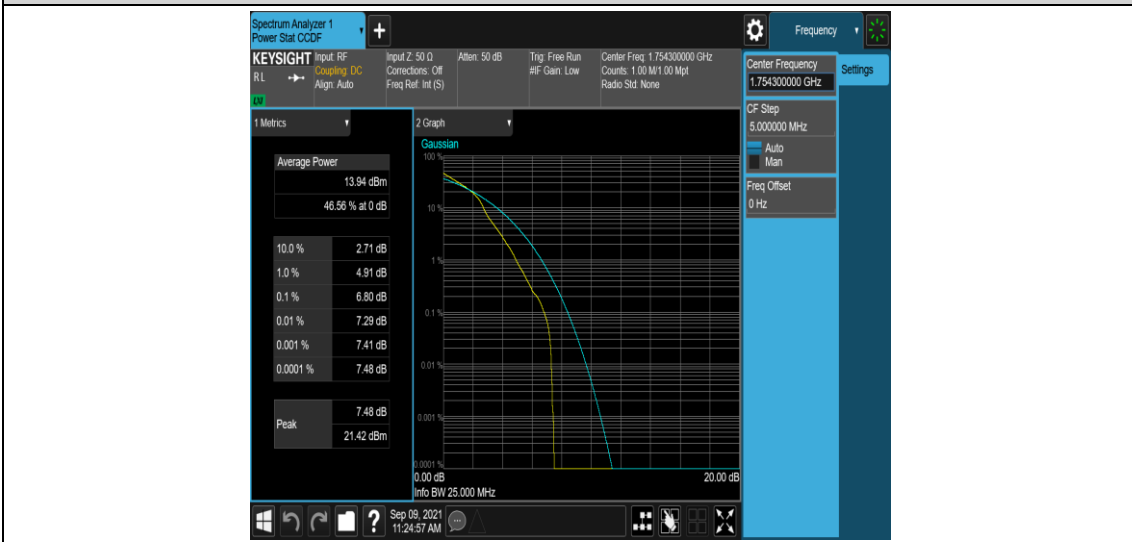 Spectrum Analyzer 1
Power Stat CCDF
+
Frequency
KEYSIGHT
R L
LXI
Input: RF
Coupling: DC
Align: Auto
Input Z: 50 Ω
Corrections: Off
Freq Ref: Int (S)
Atten: 50 dB
Trig: Free Run
#IF Gain: Low
Center Freq: 1.754300000 GHz
Counts: 1.00 M/1.00 Mpt
Radio Std: None
Center Frequency
1.754300000 GHz
Settings
CF Step
5.000000 MHz
Auto
Man
Freq Offset
0 Hz
1 Metrics
Average Power
13.94 dBm
46.56 % at 0 dB
10.0 % 2.71 dB
1.0 % 4.91 dB
0.1 % 6.80 dB
0.01 % 7.29 dB
0.001 % 7.41 dB
0.0001 % 7.48 dB
Peak
7.48 dB
21.42 dBm
2 Graph
Gaussian
100 %
10 %
1 %
0.1 %
0.01 %
0.001 %
0.0001 %
0.00 dB 20.00 dB
Info BW 25.000 MHz
?
Sep 09, 2021
11:24:57 AM